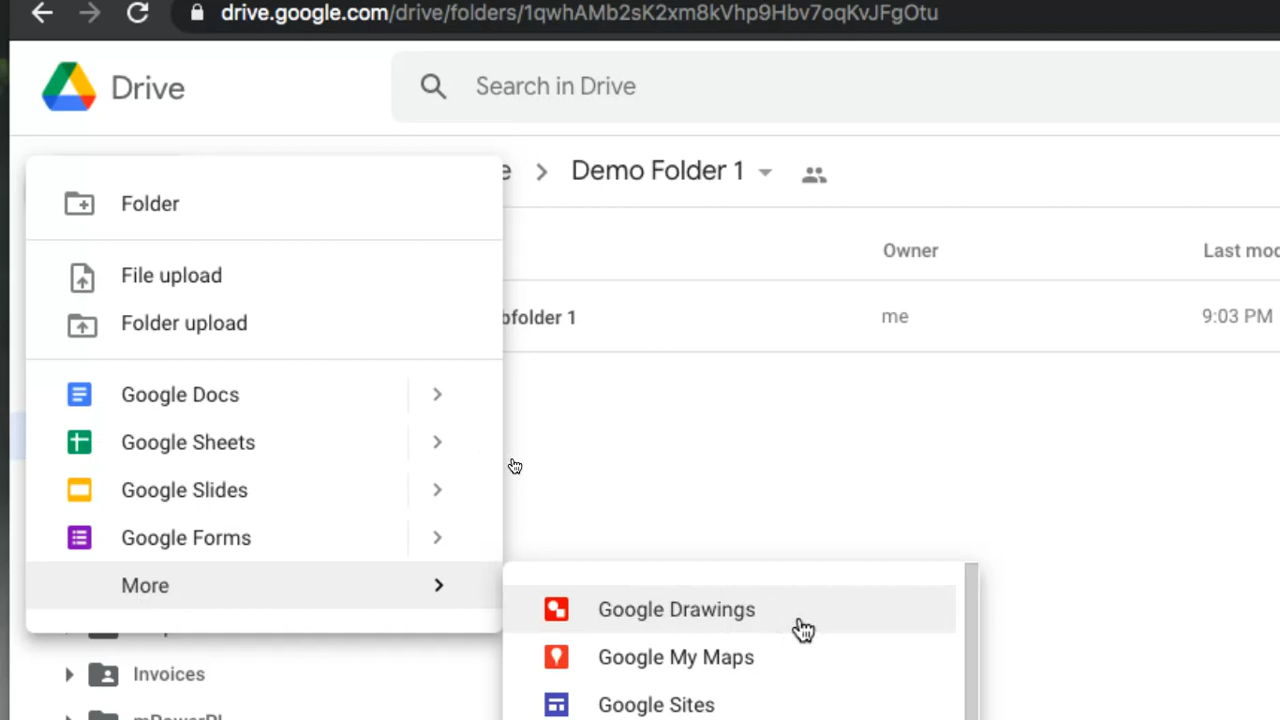 drive.google.com/drive/folders/1qwhAMb2sK2xm8kVhp9Hbv7oqKvJFgOtu
Drive
Search in Drive
Demo Folder 1
Folder
Owner
Last mod
File upload
bfolder 1
me
9:03 PM
Folder upload
Google Docs
Google Sheets
Google Slides
Google Forms
More
Google Drawings
Google My Maps
Invoices
Google Sites